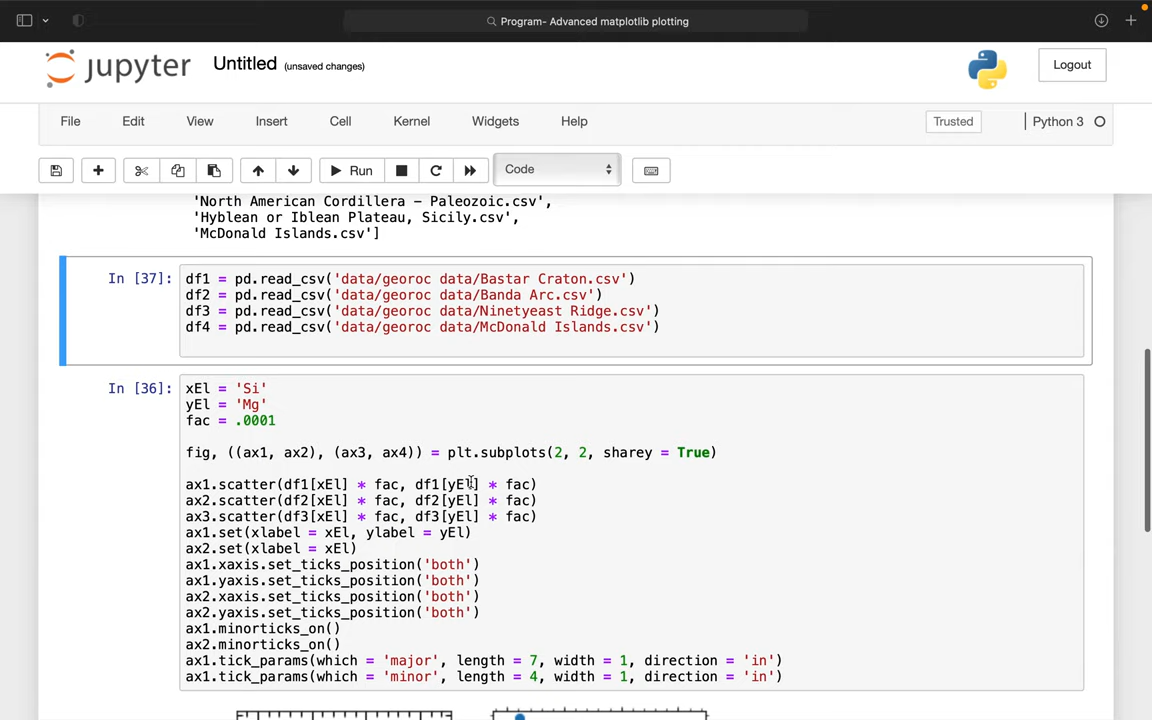 Program- Advanced matplotlib plotting
jupyter Untitled (unsaved changes) Logout
File Edit View Insert Cell Kernel Widgets Help Trusted Python 3
Run Code
'North American Cordillera - Paleozoic.csv',
'Hyblean or Iblean Plateau, Sicily.csv',
'McDonald Islands.csv']
In [37]: df1 = pd.read_csv('data/georoc data/Bastar Craton.csv')
df2 = pd.read_csv('data/georoc data/Banda Arc.csv')
df3 = pd.read_csv('data/georoc data/Ninetyeast Ridge.csv')
df4 = pd.read_csv('data/georoc data/McDonald Islands.csv')
In [36]: xEl = 'Si'
yEl = 'Mg'
fac = .0001
fig, ((ax1, ax2), (ax3, ax4)) = plt.subplots(2, 2, sharey = True)
ax1.scatter(df1[xEl] * fac, df1[yEl] * fac)
ax2.scatter(df2[xEl] * fac, df2[yEl] * fac)
ax3.scatter(df3[xEl] * fac, df3[yEl] * fac)
ax1.set(xlabel = xEl, ylabel = yEl)
ax2.set(xlabel = xEl)
ax1.xaxis.set_ticks_position('both')
ax1.yaxis.set_ticks_position('both')
ax2.xaxis.set_ticks_position('both')
ax2.yaxis.set_ticks_position('both')
ax1.minorticks_on()
ax2.minorticks_on()
ax1.tick_params(which = 'major', length = 7, width = 1, direction = 'in')
ax1.tick_params(which = 'minor', length = 4, width = 1, direction = 'in')